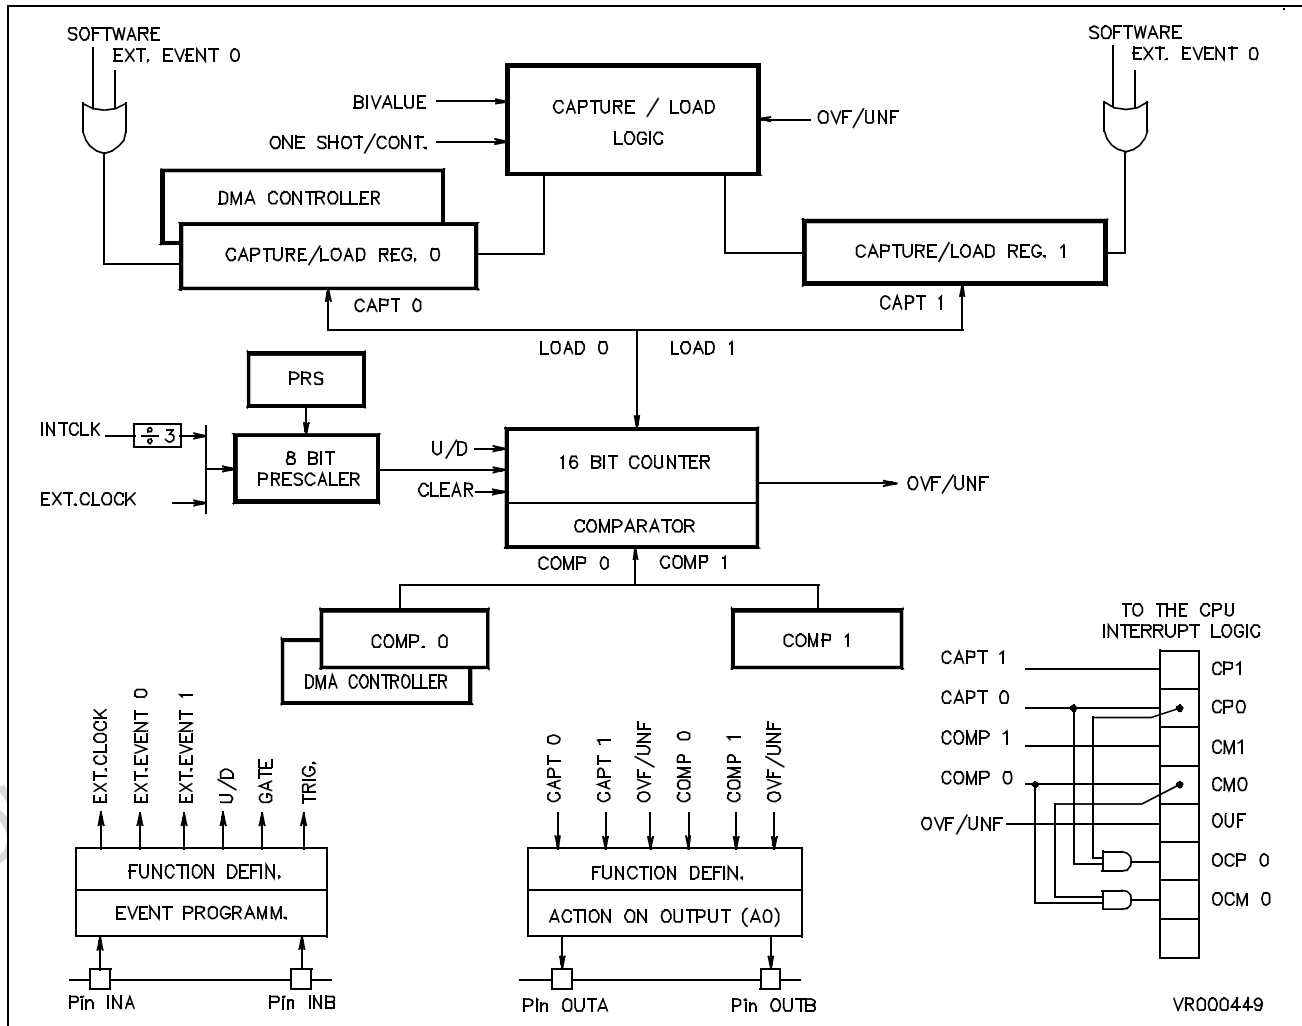 SOFTWARE
EXT. EVENT 0
SOFTWARE
EXT. EVENT 0
BIVALUE
ONE SHOT/CONT.
CAPTURE / LOAD
LOGIC
OVF/UNF
DMA CONTROLLER
CAPTURE/LOAD REG. 0
CAPTURE/LOAD REG. 1
CAPT 0
CAPT 1
LOAD 0
LOAD 1
PRS
INTCLK
÷ 3
8 BIT
PRESCALER
EXT.CLOCK
U/D
CLEAR
16 BIT COUNTER
COMPARATOR
OVF/UNF
COMP 0
COMP 1
COMP. 0
DMA CONTROLLER
COMP 1
EXT.CLOCK
EXT.EVENT 0
EXT.EVENT 1
U/D
GATE
TRIG.
FUNCTION DEFIN.
EVENT PROGRAMM.
Pin INA
Pin INB
CAPT 0
CAPT 1
OVF/UNF
COMP 0
COMP 1
OVF/UNF
FUNCTION DEFIN.
ACTION ON OUTPUT (AO)
Pin OUTA
Pin OUTB
TO THE CPU
INTERRUPT LOGIC
CAPT 1
CP1
CAPT 0
CP0
COMP 1
CM1
COMP 0
CM0
OVF/UNF
OUF
OCP 0
OCM 0
VR000449